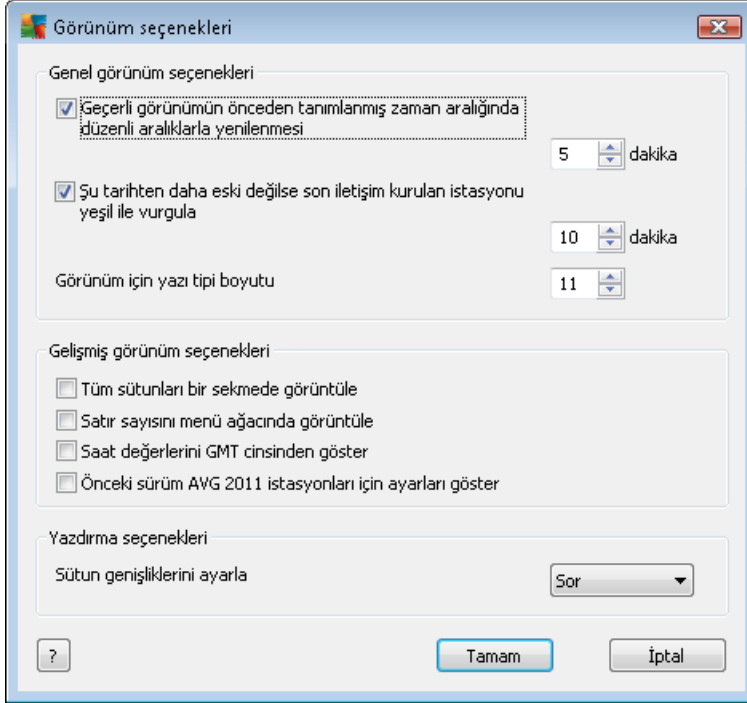 Görünüm seçenekleri
Genel görünüm seçenekleri
Geçerli görünümün önceden tanımlanmış zaman aralığında
düzenli aralıklarla yenilenmesi
5 dakika
Şu tarihten daha eski değilse son iletişim kurulan istasyonu
yeşil ile vurgula
10 dakika
Görünüm için yazı tipi boyutu 11
Gelişmiş görünüm seçenekleri
Tüm sütunları bir sekmede görüntüle
Satır sayısını menü ağacında görüntüle
Saat değerlerini GMT cinsinden göster
Önceki sürüm AVG 2011 istasyonları için ayarları göster
Yazdırma seçenekleri
Sütun genişliklerini ayarla Sor
? Tamam İptal